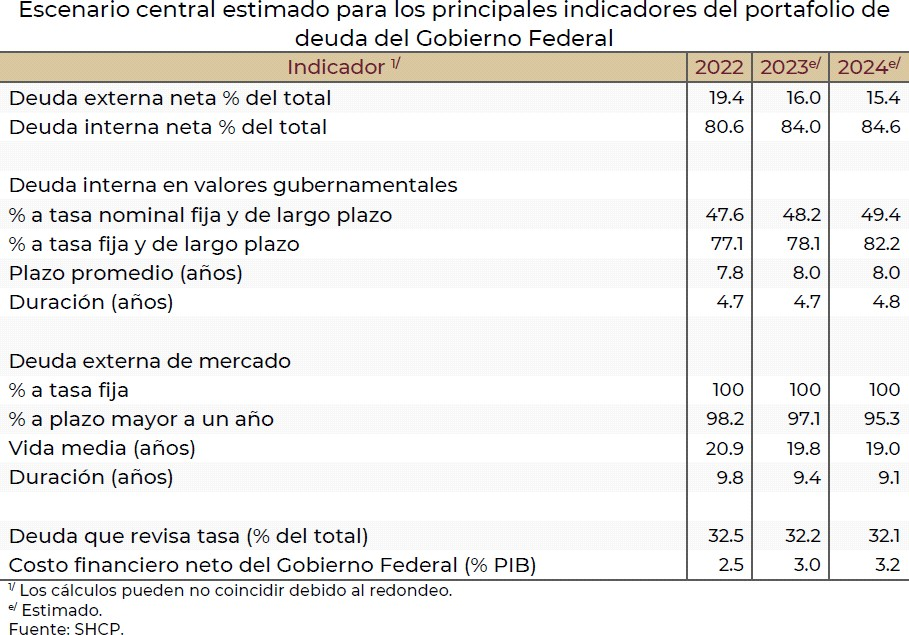 Escenario central estimado para los principales indicadores del portafolio de
deuda del Gobierno Federal
Indicador 1/ 2022 2023e/ 2024e/
Deuda externa neta % del total 19.4 16.0 15.4
Deuda interna neta % del total 80.6 84.0 84.6
Deuda interna en valores gubernamentales
% a tasa nominal fija y de largo plazo 47.6 48.2 49.4
% a tasa fija y de largo plazo 77.1 78.1 82.2
Plazo promedio (años) 7.8 8.0 8.0
Duración (años) 4.7 4.7 4.8
Deuda externa de mercado
% a tasa fija 100 100 100
% a plazo mayor a un año 98.2 97.1 95.3
Vida media (años) 20.9 19.8 19.0
Duración (años) 9.8 9.4 9.1
Deuda que revisa tasa (% del total) 32.5 32.2 32.1
Costo financiero neto del Gobierno Federal (% PIB) 2.5 3.0 3.2
1/ Los cálculos pueden no coincidir debido al redondeo.
e/ Estimado.
Fuente: SHCP.